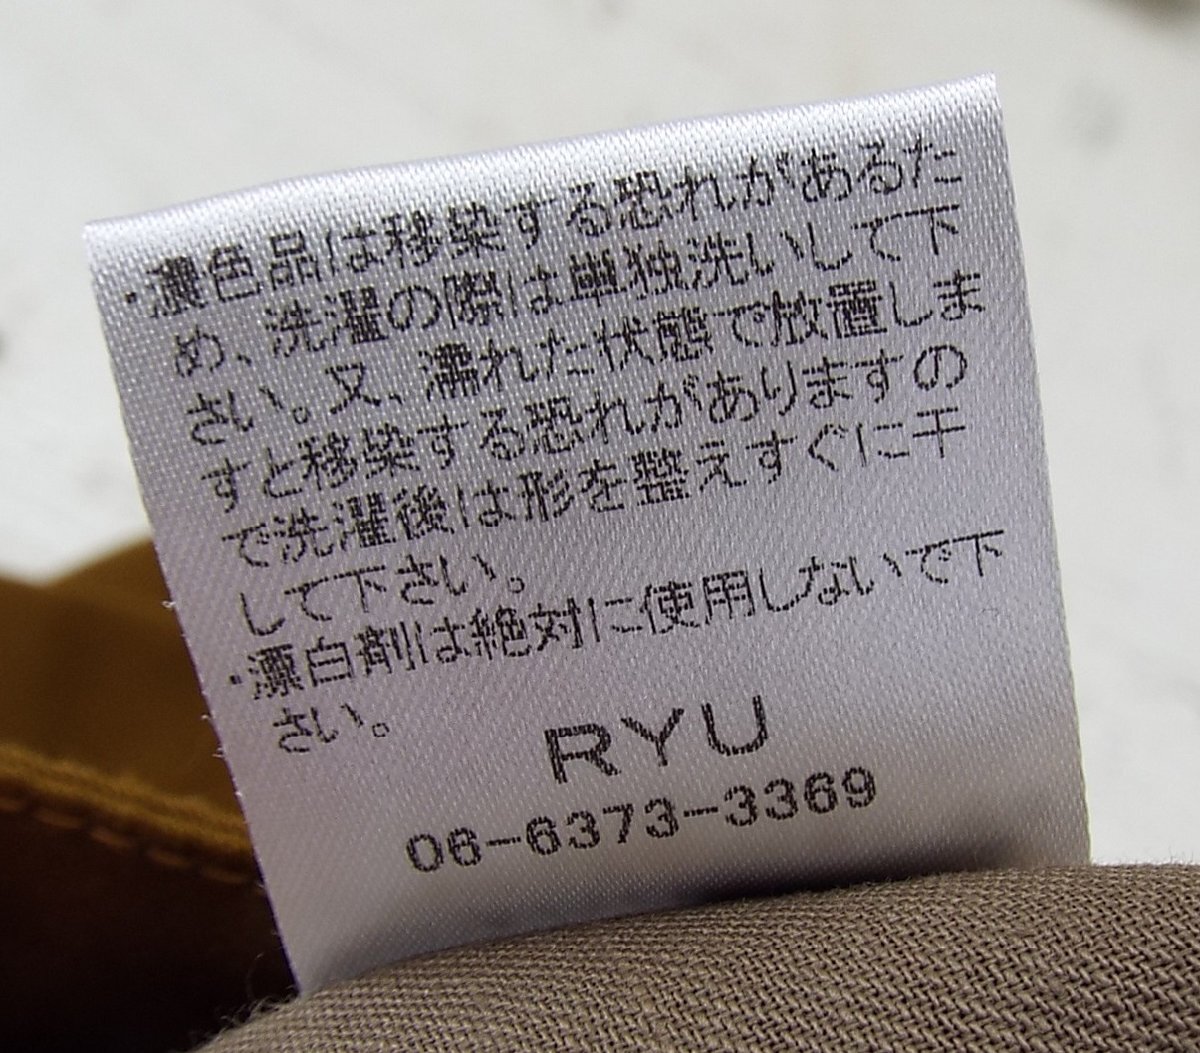 ・濃色品は移染する恐れがあるた
め、洗濯の際は単独洗いして下
さい。又、濡れた状態で放置しま
すと移染する恐れがありますの
で洗濯後は形を整えすぐに干
して下さい。
・漂白剤は絶対に使用しないで下
さい。
RYU
06-6373-3369